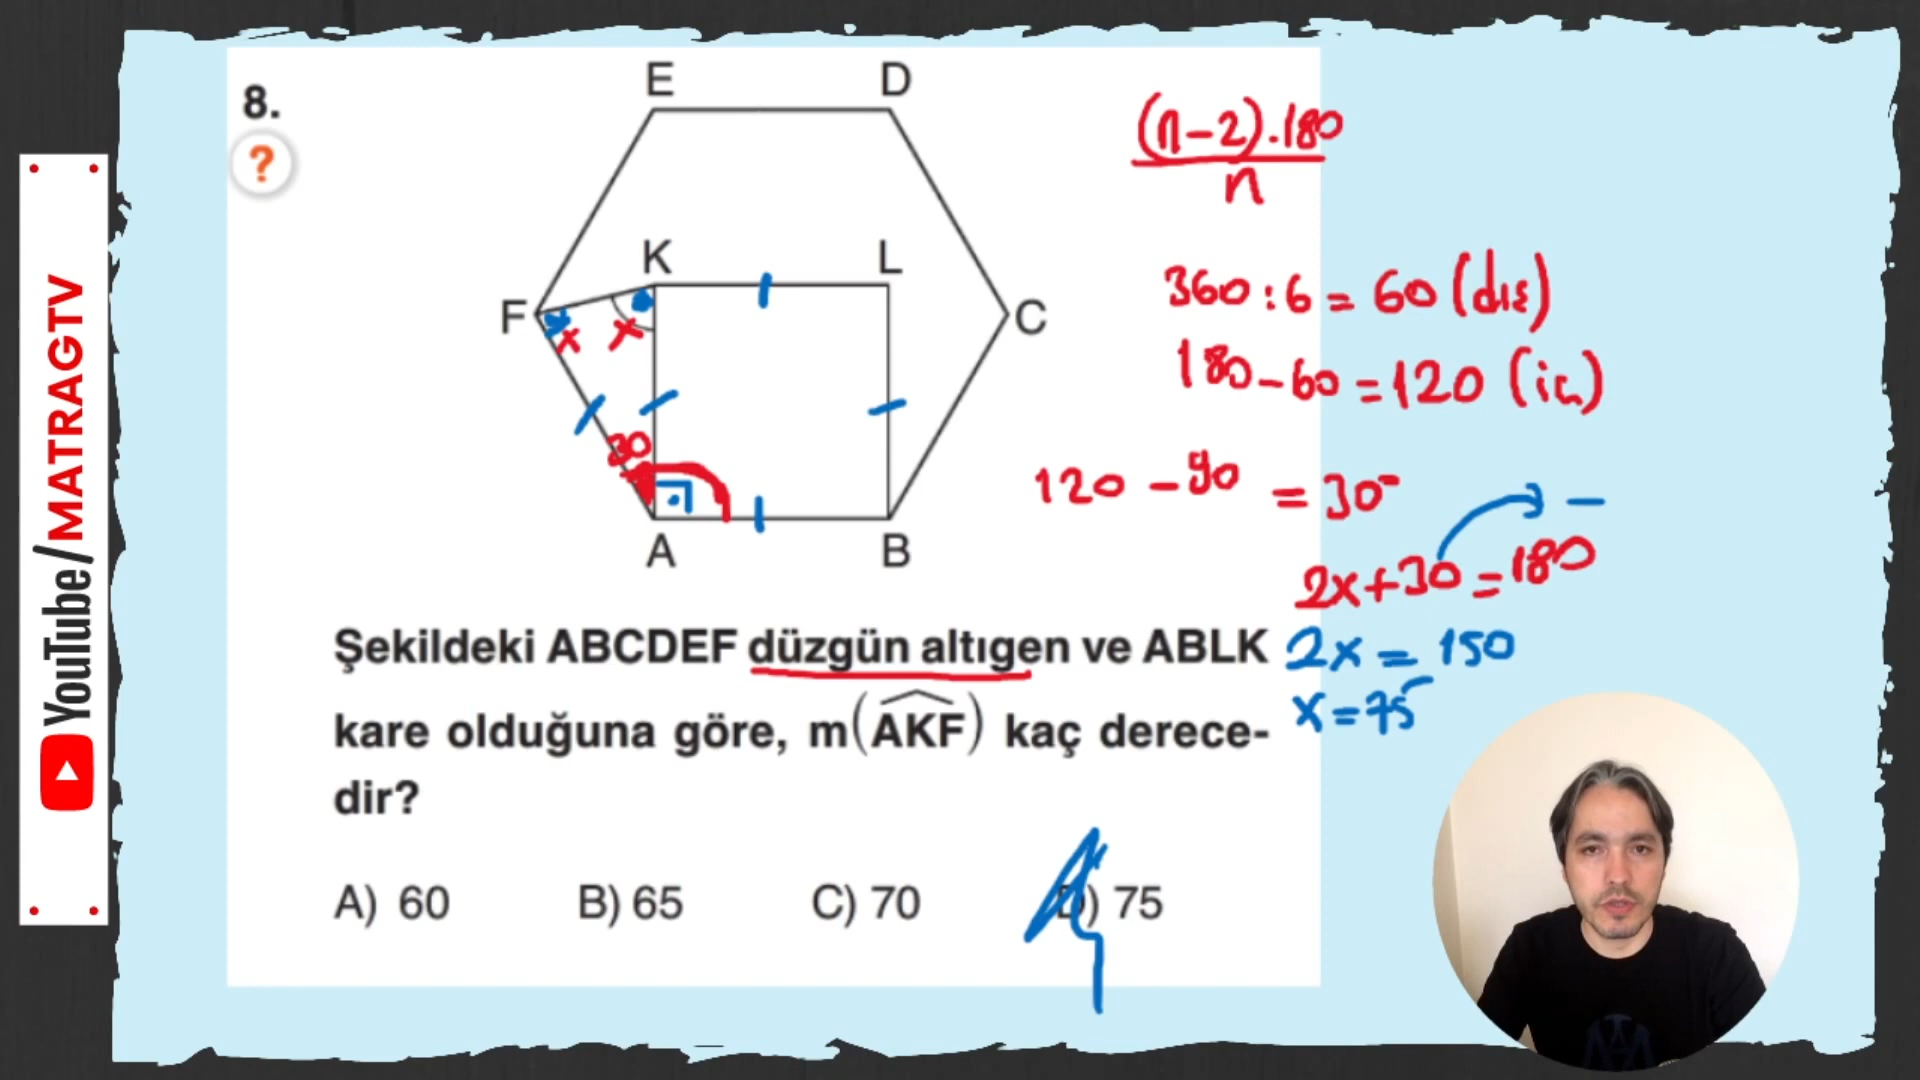 YouTube/MATRAGTV
8.
?
E D
K L
F C
A B
x x
30
(n-2).180
n
360:6=60 (dış)
180-60=120 (iç)
120-90=30°
2x+30=180
-
2x=150
x=75
Şekildeki ABCDEF düzgün altıgen ve ABLK
kare olduğuna göre, m(AKF) kaç derece-
dir?
A) 60 B) 65 C) 70 D) 75